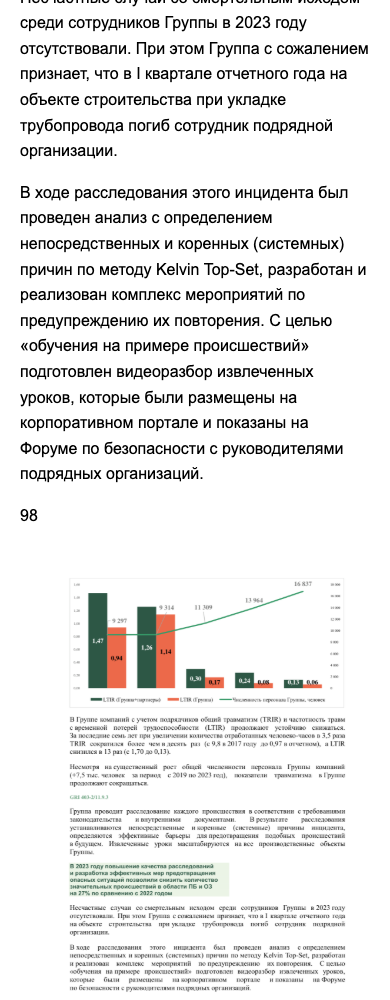 Несчастные случаи со смертельным исходом
среди сотрудников Группы в 2023 году
отсутствовали. При этом Группа с сожалением
признает, что в I квартале отчетного года на
объекте строительства при укладке
трубопровода погиб сотрудник подрядной
организации.
В ходе расследования этого инцидента был
проведен анализ с определением
непосредственных и коренных (системных)
причин по методу Kelvin Top-Set, разработан и
реализован комплекс мероприятий по
предупреждению их повторения. С целью
«обучения на примере происшествий»
подготовлен видеоразбор извлеченных
уроков, которые были размещены на
корпоративном портале и показаны на
Форуме по безопасности с руководителями
подрядных организаций.
98
16 837
13 964
11 309
9 297
9 314
1,47
0,94
1,26
1,14
0,30
0,17
0,24
0,08
0,13
0,06
LTIR (Группа+партнеры) LTIR (Группа) Численность персонала Группы, человек
В Группе компаний с учетом подрядчиков общий травматизм (TRIR) и частотность травм
с временной потерей трудоспособности (LTIR) продолжают устойчиво снижаться.
За последние семь лет при увеличении количества отработанных человеко-часов в 3,5 раза
TRIR сократился более чем в десять раз (с 9,8 в 2017 году до 0,97 в отчетном), а LTIR
снизился в 13 раз (с 1,70 до 0,13).
Несмотря на существенный рост общей численности персонала Группы компаний
(+7,5 тыс. человек за период с 2019 по 2023 год), показатели травматизма в Группе
продолжают сокращаться.
GRI 403-2/11.9.3
Группа проводит расследование каждого происшествия в соответствии с требованиями
законодательства и внутренними документами. В результате расследования
устанавливаются непосредственные и коренные (системные) причины инцидента,
определяются эффективные барьеры для предотвращения подобных происшествий
в будущем. Извлеченные уроки масштабируются на все производственные объекты
Группы.
В 2023 году повышение качества расследований
и разработка эффективных мер предотвращения
опасных ситуаций позволили снизить количество
значительных происшествий в области ПБ и ОЗ
на 27% по сравнению с 2022 годом
Несчастные случаи со смертельным исходом среди сотрудников Группы в 2023 году
отсутствовали. При этом Группа с сожалением признает, что в I квартале отчетного года
на объекте строительства при укладке трубопровода погиб сотрудник подрядной
организации.
В ходе расследования этого инцидента был проведен анализ с определением
непосредственных и коренных (системных) причин по методу Kelvin Top-Set, разработан
и реализован комплекс мероприятий по предупреждению их повторения. С целью
«обучения на примере происшествий» подготовлен видеоразбор извлеченных уроков,
которые были размещены на корпоративном портале и показаны на Форуме
по безопасности с руководителями подрядных организаций.